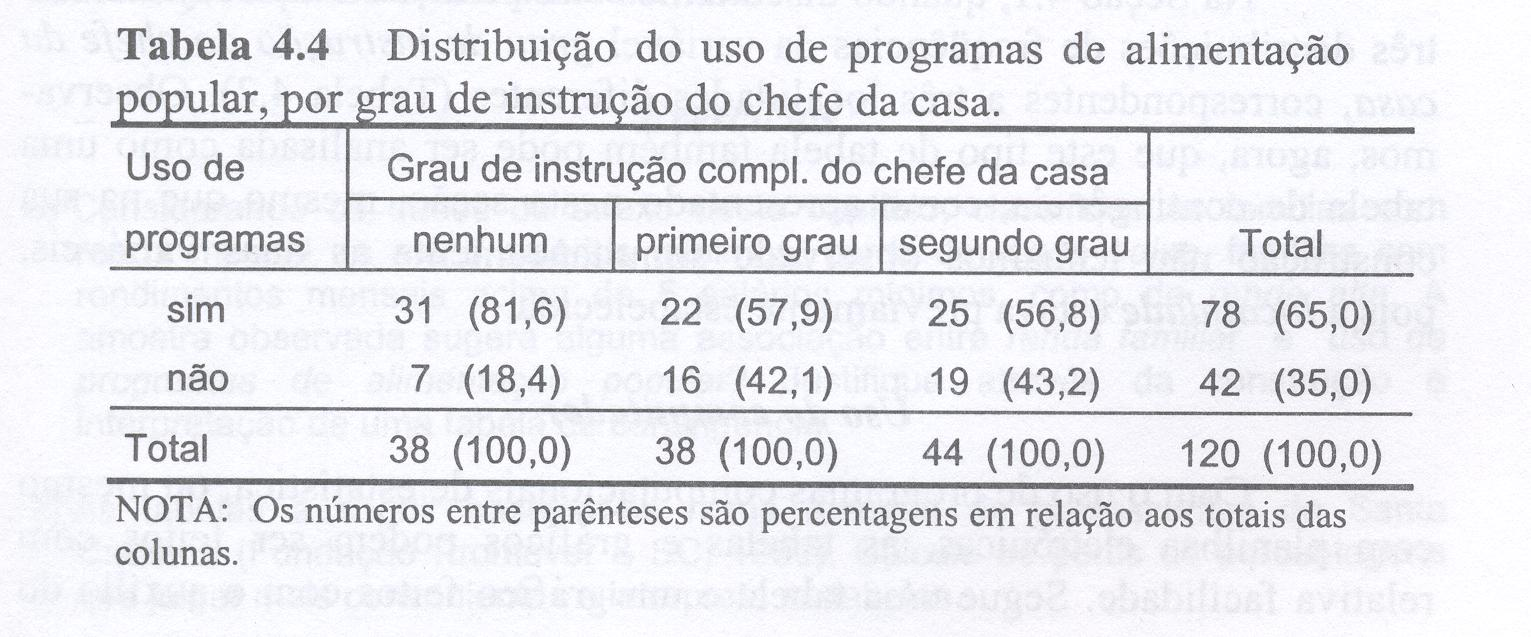 Tabela 4.4 Distribuição do uso de programas de alimentação
popular, por grau de instrução do chefe da casa.
Uso de Grau de instrução compl. do chefe da casa
programas nenhum primeiro grau segundo grau Total
sim 31 (81,6) 22 (57,9) 25 (56,8) 78 (65,0)
não 7 (18,4) 16 (42,1) 19 (43,2) 42 (35,0)
Total 38 (100,0) 38 (100,0) 44 (100,0) 120 (100,0)
NOTA: Os números entre parênteses são percentagens em relação aos totais das
colunas.